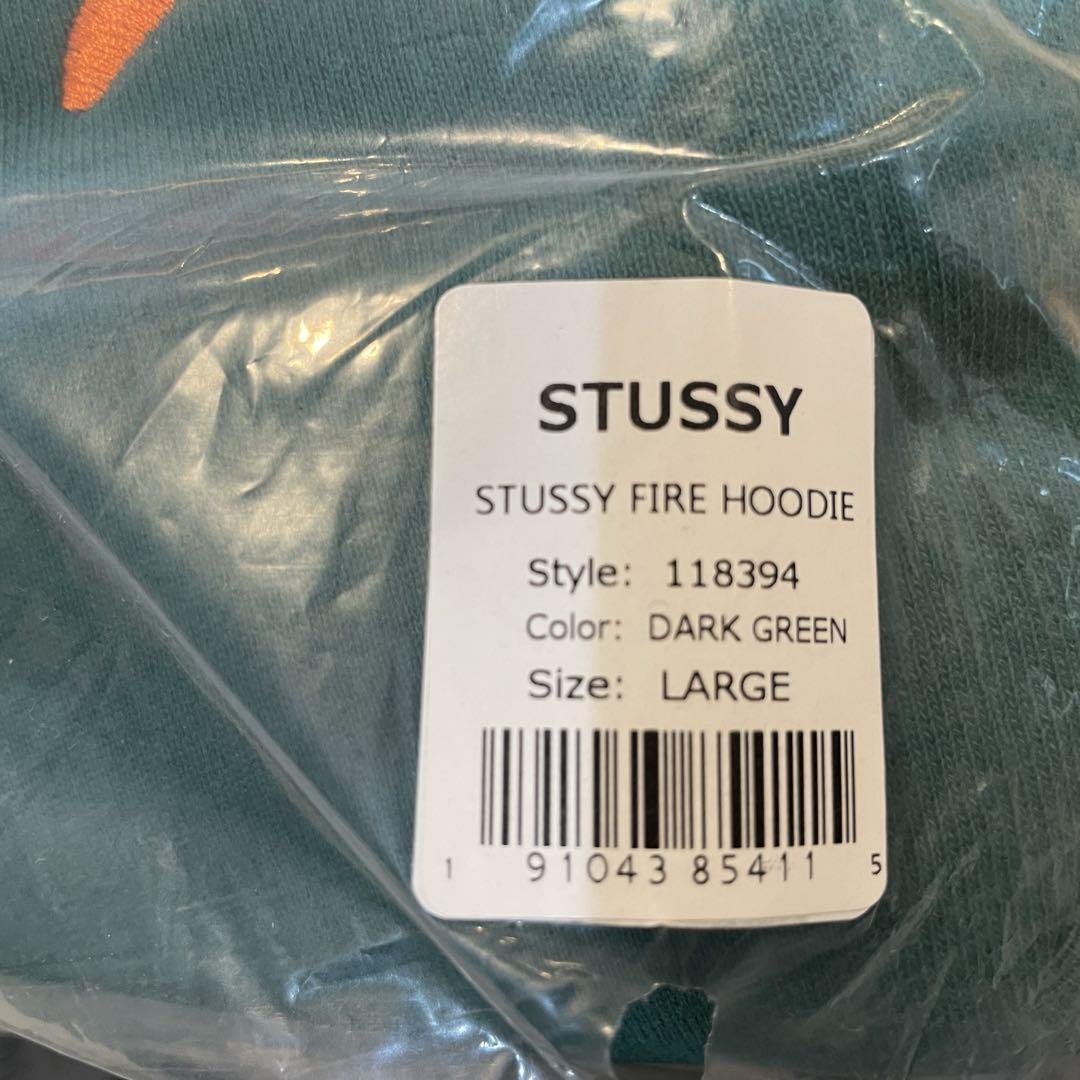 STUSSY
STUSSY FIRE HOODIE
Style: 118394
Color: DARK GREEN
Size: LARGE
1 91043 85411 5